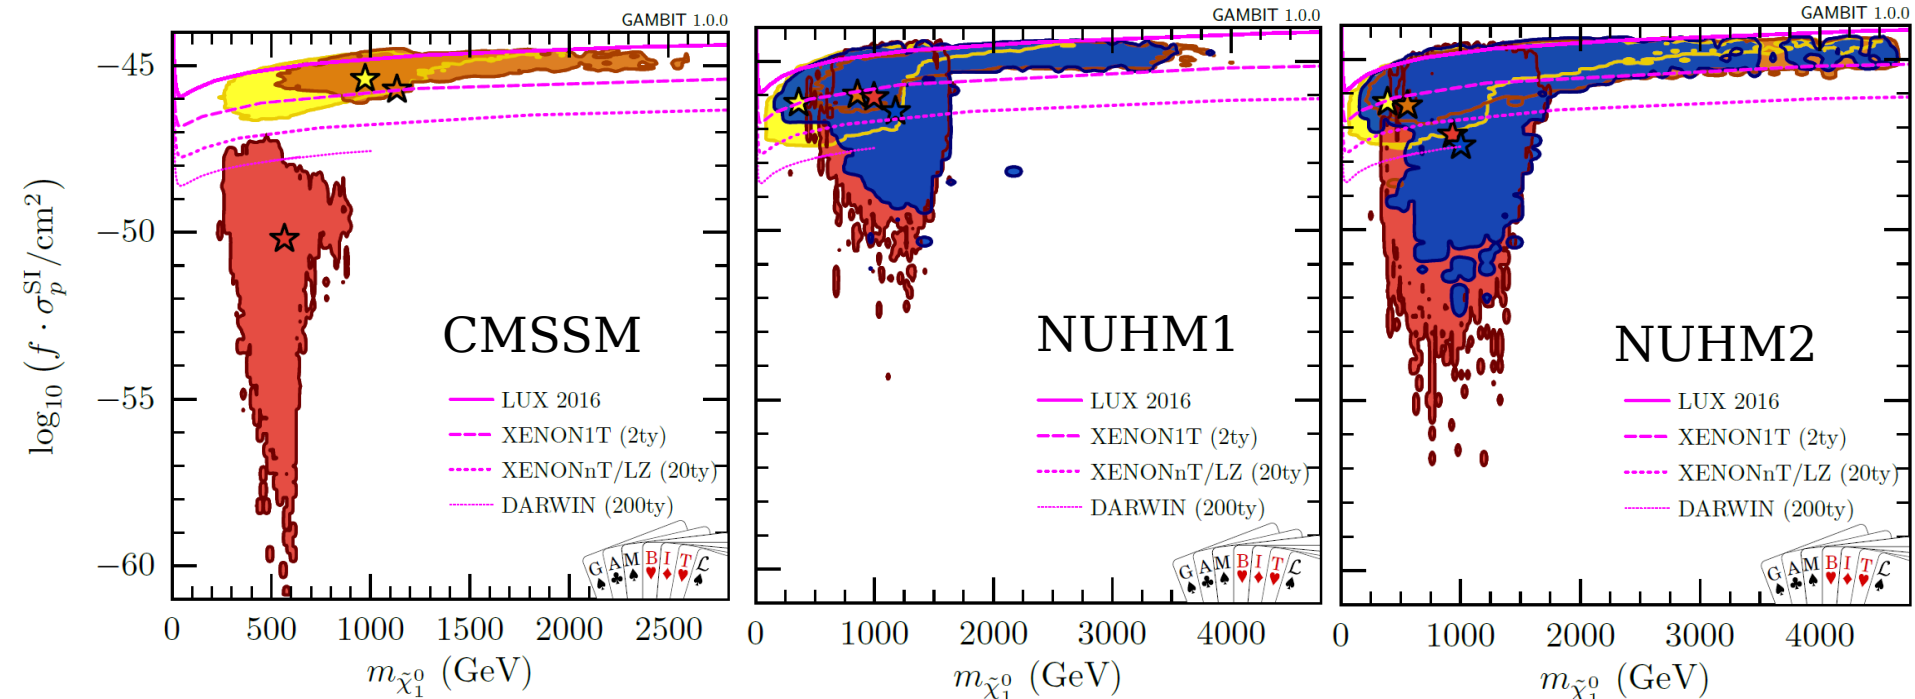 GAMBIT 1.0.0
GAMBIT 1.0.0
GAMBIT 1.0.0
log₁₀ (f · σₚˢᴵ/cm²)
−45
−50
−55
−60
CMSSM
LUX 2016
XENON1T (2ty)
XENONnT/LZ (20ty)
DARWIN (200ty)
G A M B I T L
0 500 1000 1500 2000 2500
m_χ̃₁⁰ (GeV)
NUHM1
LUX 2016
XENON1T (2ty)
XENONnT/LZ (20ty)
DARWIN (200ty)
G A M B I T L
0 1000 2000 3000 4000
m_χ̃₁⁰ (GeV)
NUHM2
LUX 2016
XENON1T (2ty)
XENONnT/LZ (20ty)
DARWIN (200ty)
G A M B I T L
0 1000 2000 3000 4000
m_χ̃₁⁰ (GeV)